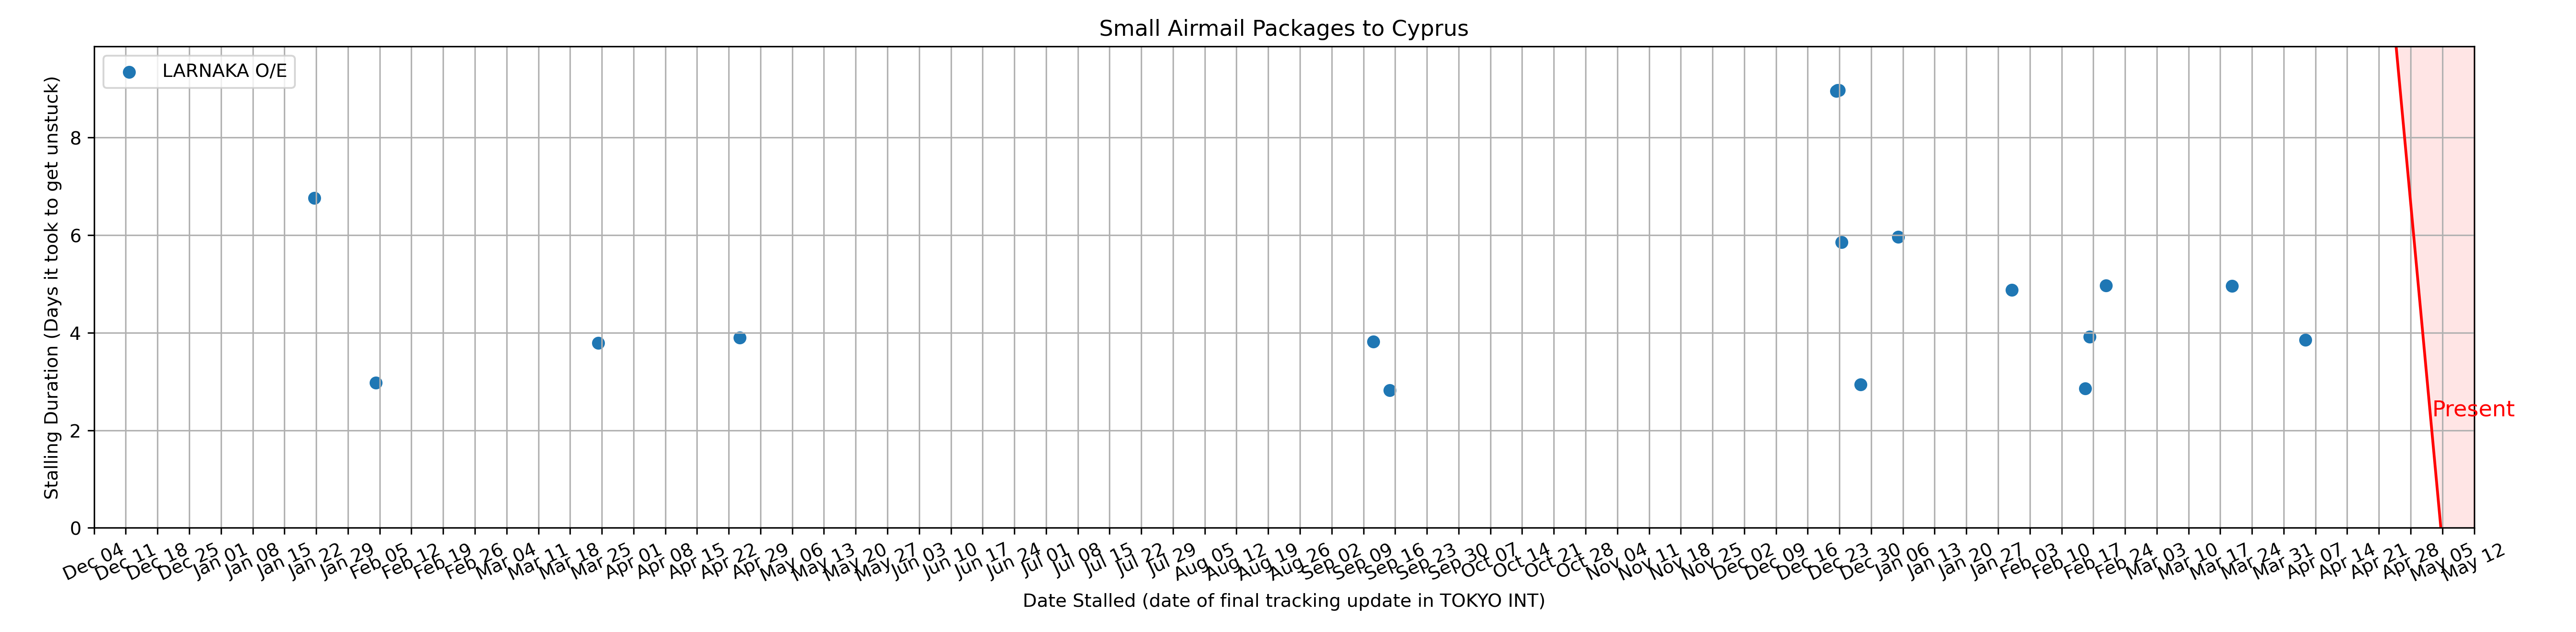 Small Airmail Packages to Cyprus
LARNAKA O/E
Stalling Duration (Days it took to get unstuck)
8
6
4
2
0
Present
Dec 04 Dec 11 Dec 18 Dec 25 Jan 01 Jan 08 Jan 15 Jan 22 Jan 29 Feb 05 Feb 12 Feb 19 Feb 26 Mar 04 Mar 11 Mar 18 Mar 25 Apr 01 Apr 08 Apr 15 Apr 22 Apr 29 May 06 May 13 May 20 May 27 Jun 03 Jun 10 Jun 17 Jun 24 Jul 01 Jul 08 Jul 15 Jul 22 Jul 29 Aug 05 Aug 12 Aug 19 Aug 26 Sep 02 Sep 09 Sep 16 Sep 23 Sep 30 Oct 07 Oct 14 Oct 21 Oct 28 Nov 04 Nov 11 Nov 18 Nov 25 Dec 02 Dec 09 Dec 16 Dec 23 Dec 30 Jan 06 Jan 13 Jan 20 Jan 27 Feb 03 Feb 10 Feb 17 Feb 24 Mar 03 Mar 10 Mar 17 Mar 24 Mar 31 Apr 07 Apr 14 Apr 21 Apr 28 May 05 May 12
Date Stalled (date of final tracking update in TOKYO INT)